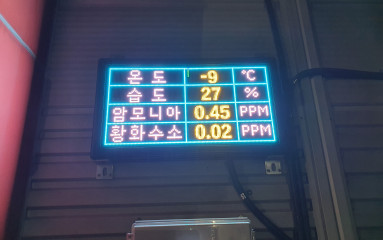 온 도 -9 ℃
습 도 27 %
암모니아 0.45 PPM
황화수소 0.02 PPM